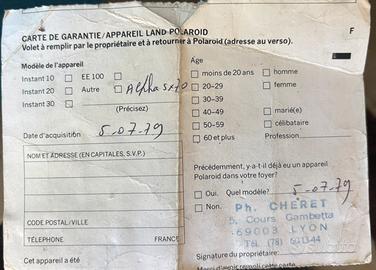 CARTE DE GARANTIE/APPAREIL LAND POLAROID
F
Volet à remplir par le propriétaire et à retourner à Polaroid (adresse au verso).
Modèle de l'appareil
Instant 10
EE 100
Instant 20
Autre
Alpha SX70
Instant 30
(Précisez)
Date d'acquisition
5-07-79
NOM ET ADRESSE (EN CAPITALES, S.V.P.)
CODE POSTAL/VILLE
TÉLÉPHONE
FRANCE
Cet appareil a été
Age
moins de 20 ans
homme
20-29
femme
30-39
40-49
marié(e)
50-59
célibataire
60 et plus
Profession
Précédemment, y-a-t-il déjà eu un appareil
Polaroid dans votre foyer?
Oui. Quel modèle?
5-07-79
Non.
Ph. CHERET
5, Cours Gambetta
69003 LYON
Tél. (78)
Signature du propriétaire: